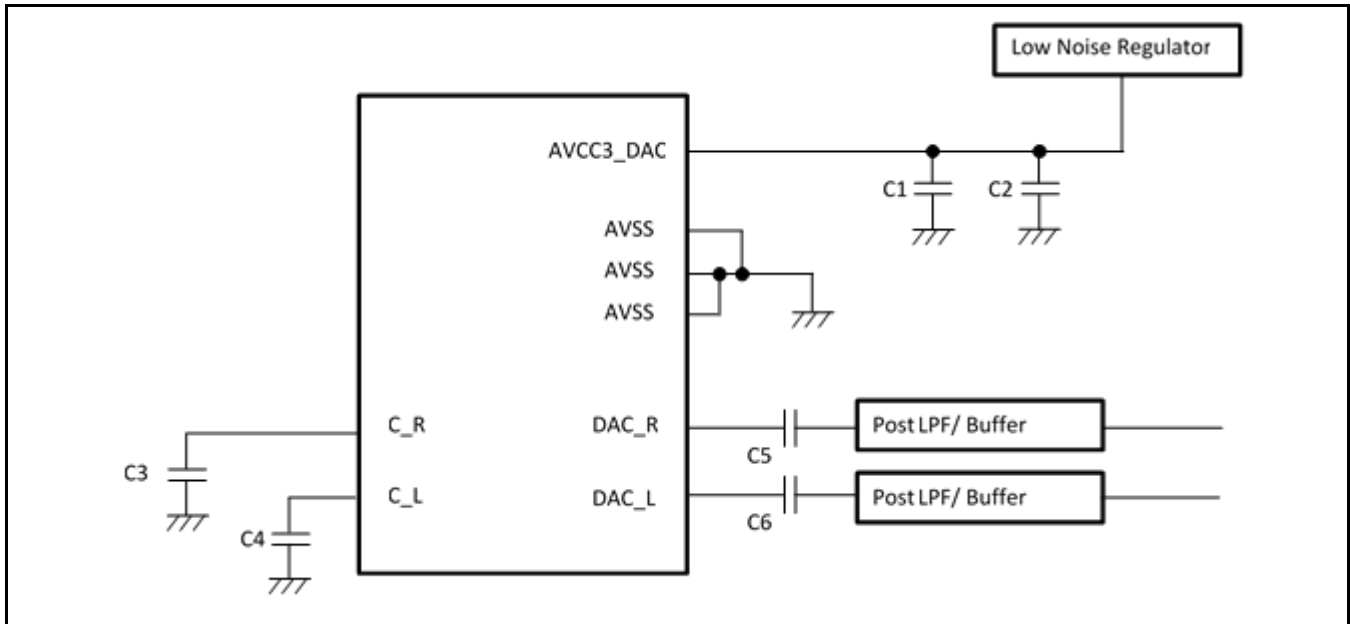 Low Noise Regulator
AVCC3_DAC
C1
C2
AVSS
AVSS
AVSS
C_R
DAC_R
Post LPF/ Buffer
C5
C3
C_L
DAC_L
Post LPF/ Buffer
C6
C4